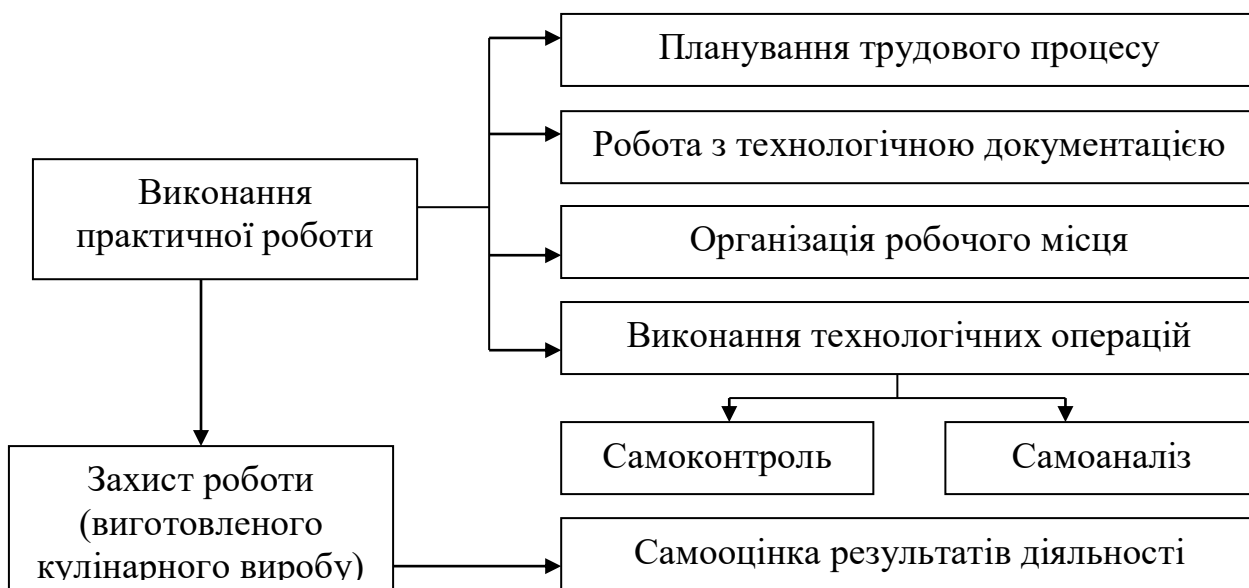 Планування трудового процесу
Робота з технологічною документацією
Виконання
практичної роботи
Організація робочого місця
Виконання технологічних операцій
Самоконтроль
Самоаналіз
Захист роботи
(виготовленого
кулінарного виробу)
Самооцінка результатів діяльності